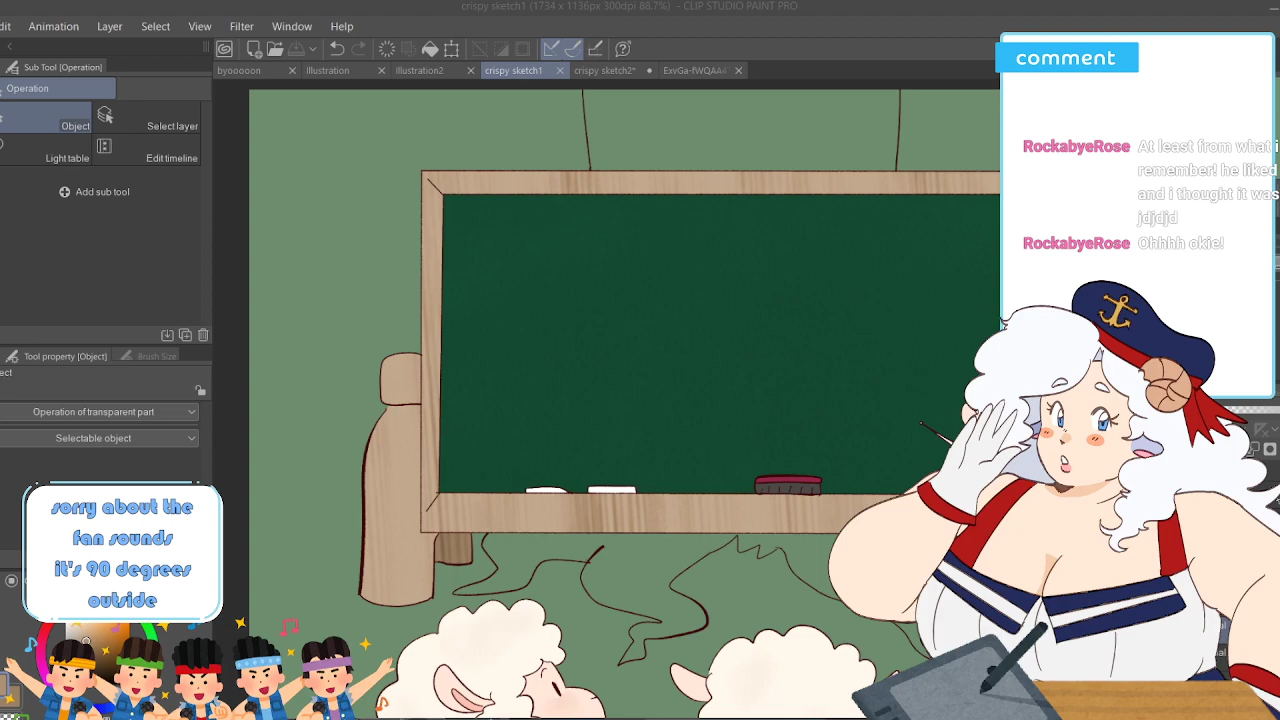 crispy sketch1 (1734 x 1136px 300dpi 88.7%) - CLIP STUDIO PAINT PRO
dit Animation Layer Select View Filter Window Help
Sub Tool [Operation]
byooooon Illustration Illustration2 crispy sketch1 crispy sketch2*
Operation
Object Select layer
Light table Edit timeline
Add sub tool
Tool property [Object] Brush Size
ect
Operation of transparent part
Selectable object
comment
RockabyeRose At least from what i
remember! he liked
and i thought it was
jdjdjd
RockabyeRose Ohhhh okie!
sorry about the
fan sounds
it's 90 degrees
outside